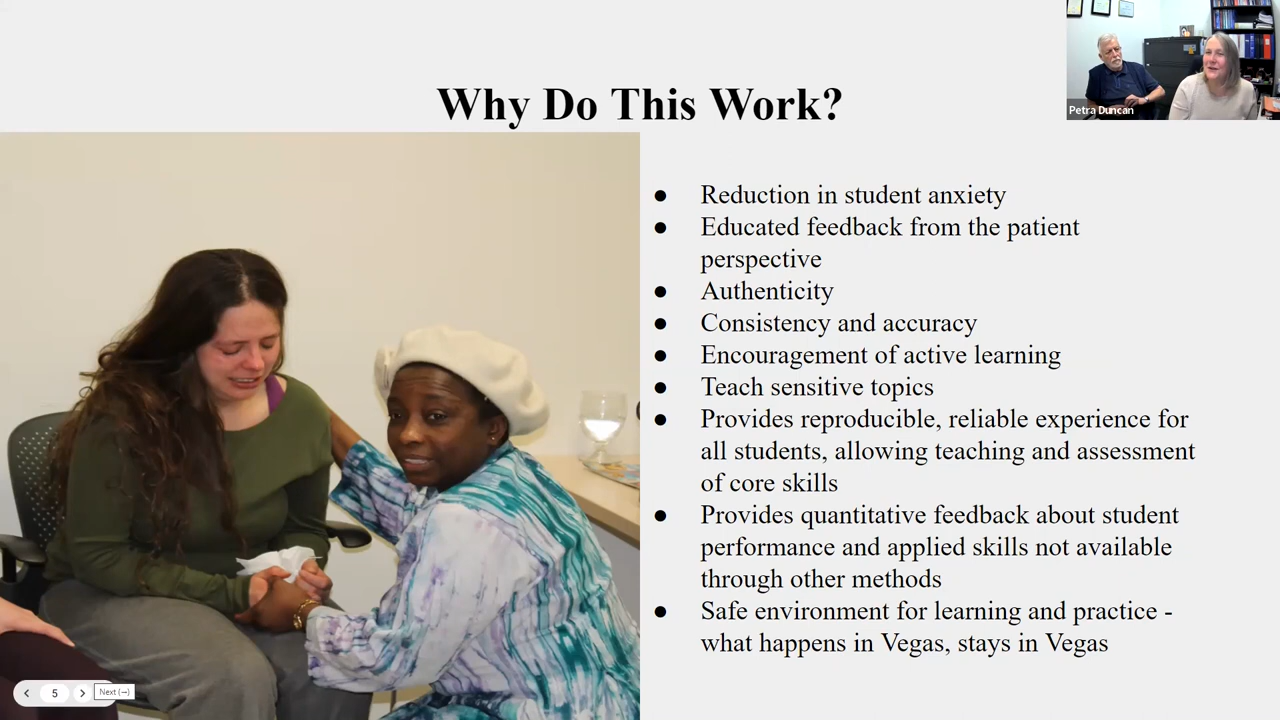 Petra Duncan
Why Do This Work?
● Reduction in student anxiety
● Educated feedback from the patient
perspective
● Authenticity
● Consistency and accuracy
● Encouragement of active learning
● Teach sensitive topics
● Provides reproducible, reliable experience for
all students, allowing teaching and assessment
of core skills
● Provides quantitative feedback about student
performance and applied skills not available
through other methods
● Safe environment for learning and practice -
what happens in Vegas, stays in Vegas
5
Next (→)